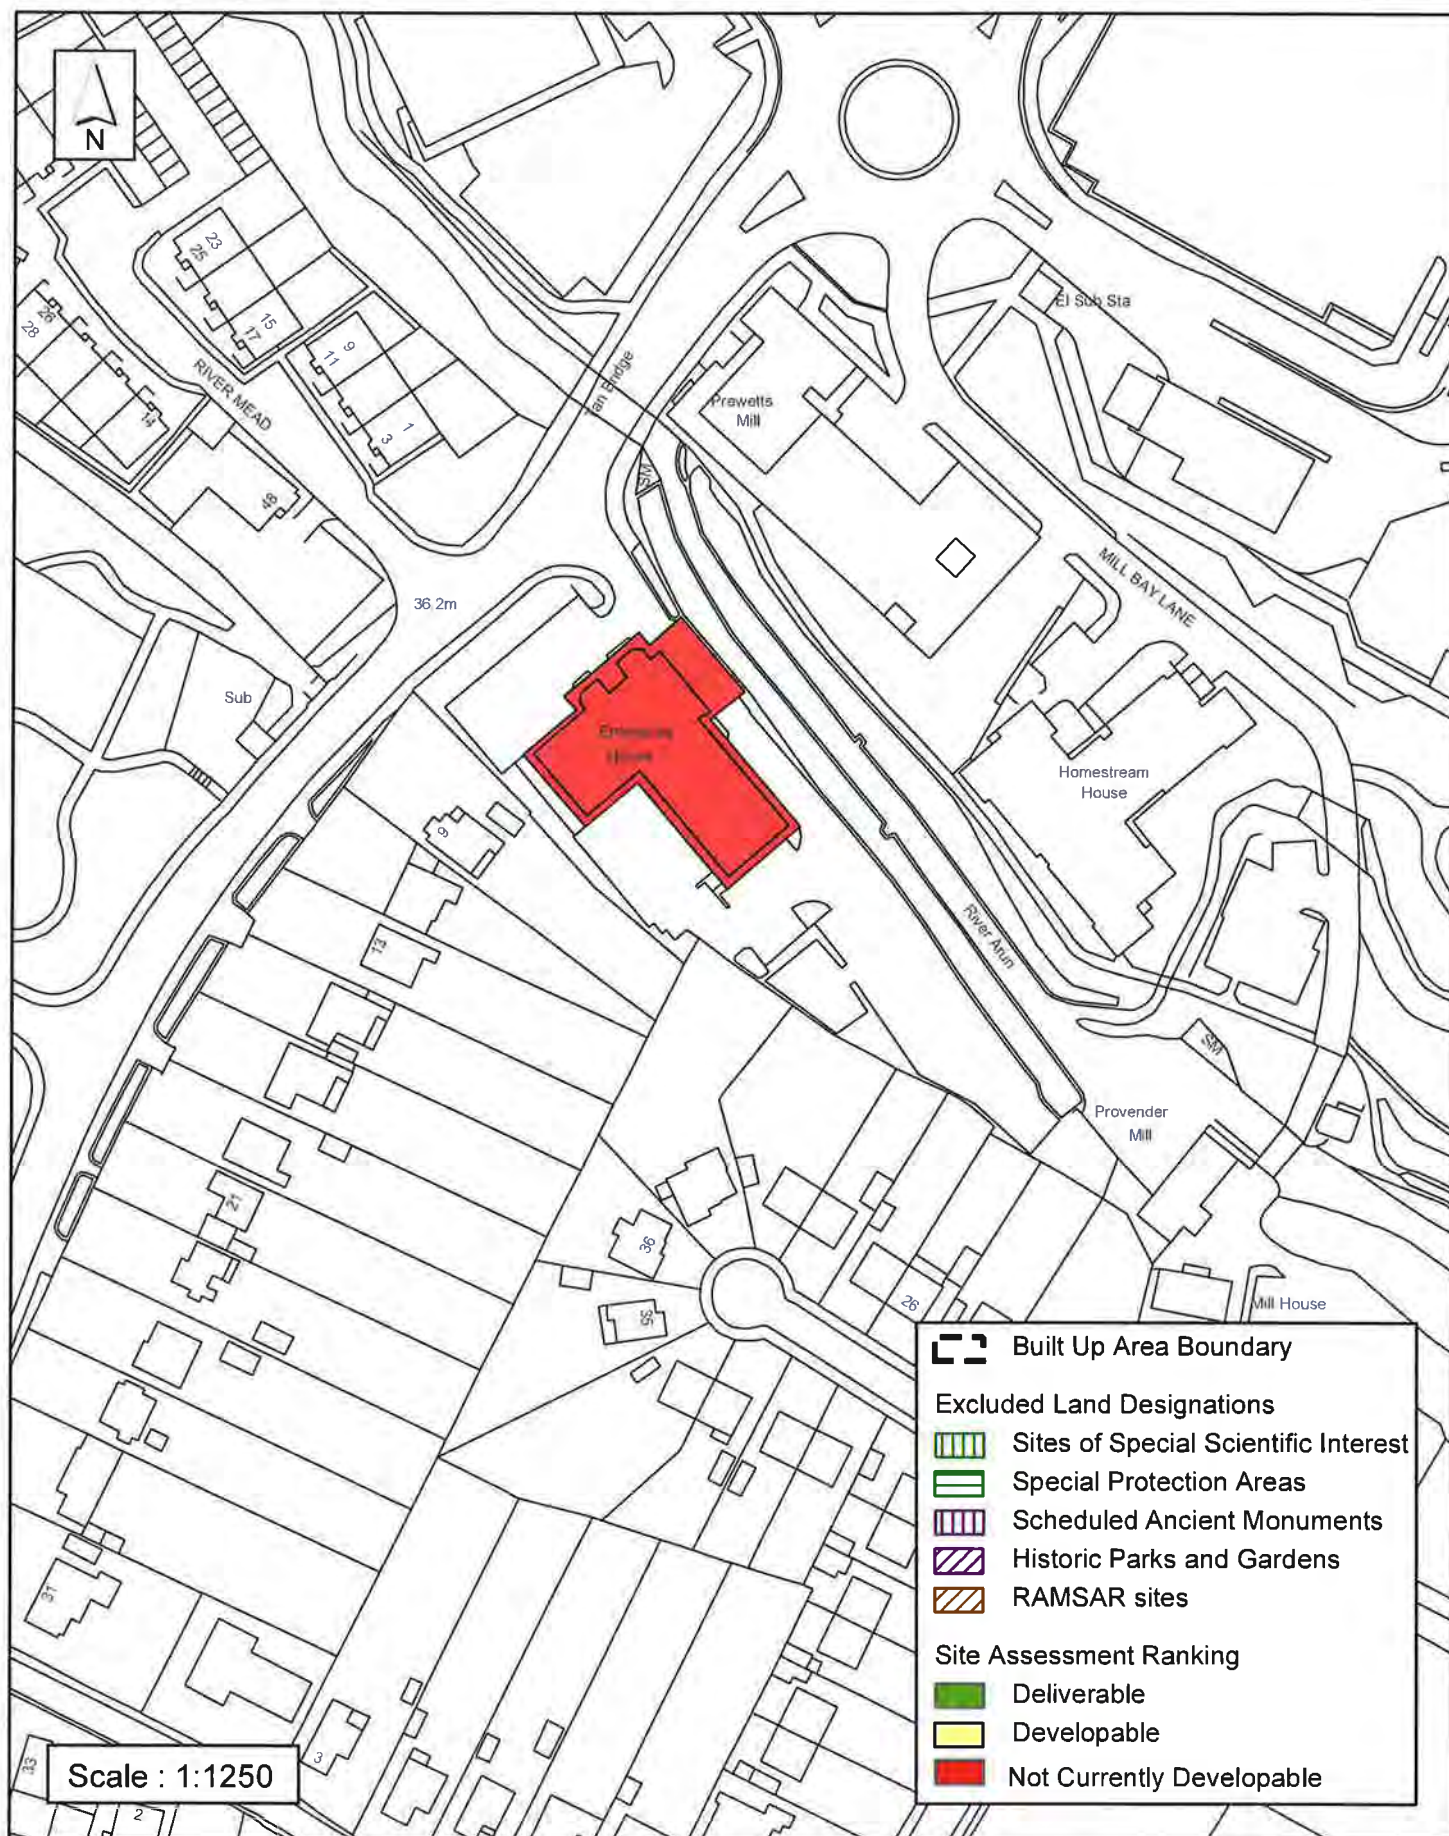 N
23
25
15
17
26
28
9
11
14
1
3
RIVER MEAD
48
El Sub Sta
Prewetts
Mill
SM
36.2m
MILL BAY LANE
Sub
House
Homestream
House
9
13
River Arun
SM
Provender
Mill
21
36
26
35
Mill House
31
33
3
2
Built Up Area Boundary
Excluded Land Designations
Sites of Special Scientific Interest
Special Protection Areas
Scheduled Ancient Monuments
Historic Parks and Gardens
RAMSAR sites
Site Assessment Ranking
Deliverable
Developable
Not Currently Developable
Scale : 1:1250